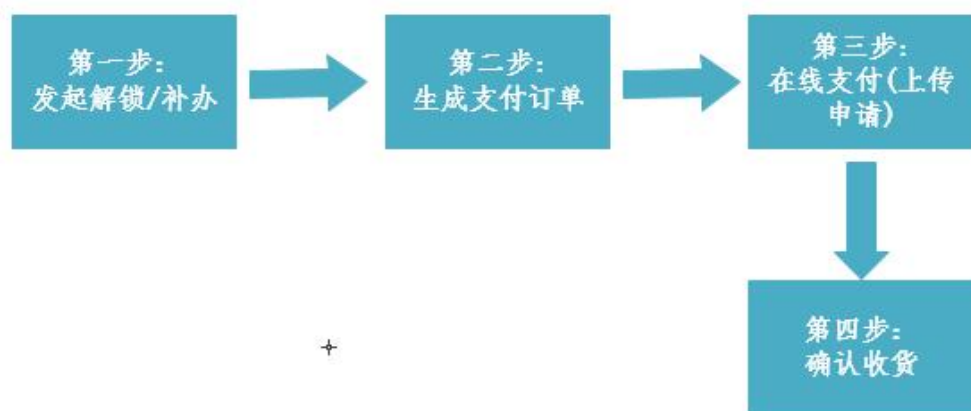 第一步：
发起解锁/补办
第二步：
生成支付订单
第三步：
在线支付(上传
申请)
第四步：
确认收货